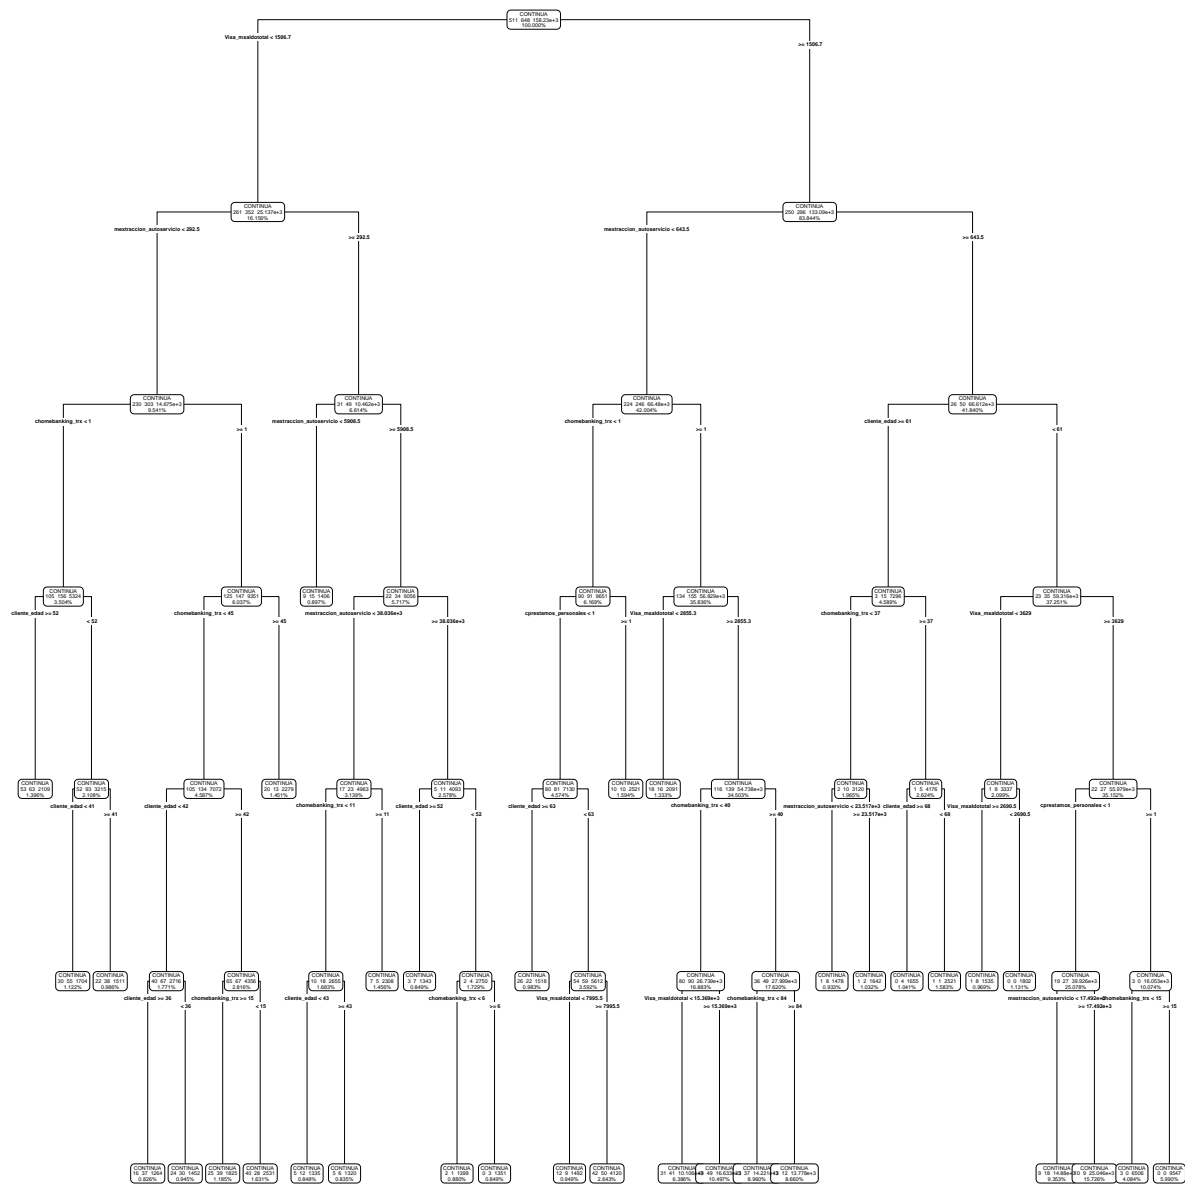 CONTINUA
511 648 158.23e+3
100.000%
Visa_msaldototal < 1506.7
>= 1506.7
CONTINUA
261 352 25.137e+3
16.156%
CONTINUA
250 296 133.09e+3
83.844%
mextraccion_autoservicio < 292.5
>= 292.5
mextraccion_autoservicio < 643.5
>= 643.5
CONTINUA
230 303 14.675e+3
9.541%
CONTINUA
31 49 10.462e+3
6.614%
CONTINUA
224 246 66.48e+3
42.004%
CONTINUA
26 50 66.612e+3
41.840%
chomebanking_trx < 1
>= 1
mextraccion_autoservicio < 5908.5
>= 5908.5
chomebanking_trx < 1
>= 1
cliente_edad >= 61
< 61
CONTINUA
105 156 5324
3.504%
CONTINUA
125 147 9351
6.037%
CONTINUA
9 15 1406
0.897%
CONTINUA
22 34 9056
5.717%
CONTINUA
90 91 9651
6.169%
CONTINUA
134 155 56.829e+3
35.836%
CONTINUA
3 15 7296
4.589%
CONTINUA
23 35 59.316e+3
37.251%
cliente_edad >= 52
< 52
chomebanking_trx < 45
>= 45
mextraccion_autoservicio < 38.036e+3
>= 38.036e+3
cprestamos_personales < 1
>= 1
Visa_msaldototal < 2855.3
>= 2855.3
chomebanking_trx < 37
>= 37
Visa_msaldototal < 3629
>= 3629
CONTINUA
53 63 2109
1.396%
CONTINUA
52 93 3215
2.108%
CONTINUA
105 134 7072
4.587%
CONTINUA
20 13 2279
1.451%
CONTINUA
17 23 4963
3.139%
CONTINUA
5 11 4093
2.578%
CONTINUA
80 81 7130
4.574%
CONTINUA
10 10 2521
1.594%
CONTINUA
18 16 2091
1.333%
CONTINUA
116 139 54.738e+3
34.503%
CONTINUA
2 10 3120
1.965%
CONTINUA
1 5 4176
2.624%
CONTINUA
1 8 3337
2.099%
CONTINUA
22 27 55.979e+3
35.152%
cliente_edad < 41
>= 41
cliente_edad < 42
>= 42
chomebanking_trx < 11
>= 11
cliente_edad >= 52
< 52
cliente_edad >= 63
< 63
chomebanking_trx < 40
>= 40
mextraccion_autoservicio < 23.517e+3
>= 23.517e+3
cliente_edad >= 68
< 68
Visa_msaldototal >= 2690.5
< 2690.5
cprestamos_personales < 1
>= 1
CONTINUA
30 55 1704
1.122%
CONTINUA
22 38 1511
0.986%
CONTINUA
40 67 2716
1.771%
CONTINUA
65 67 4356
2.816%
CONTINUA
10 18 2655
1.683%
CONTINUA
7 5 2308
1.456%
CONTINUA
3 7 1343
0.849%
CONTINUA
2 4 2750
1.729%
CONTINUA
26 22 1518
0.983%
CONTINUA
54 59 5612
3.592%
CONTINUA
80 90 26.739e+3
16.883%
CONTINUA
36 49 27.999e+3
17.620%
CONTINUA
1 8 1478
0.933%
CONTINUA
1 2 1642
1.032%
CONTINUA
0 4 1655
1.041%
CONTINUA
1 1 2521
1.583%
CONTINUA
1 8 1535
0.969%
CONTINUA
0 0 1802
1.131%
CONTINUA
19 27 39.926e+3
25.078%
CONTINUA
3 0 16.053e+3
10.074%
cliente_edad >= 36
< 36
chomebanking_trx >= 15
< 15
cliente_edad < 43
>= 43
chomebanking_trx < 6
>= 6
Visa_msaldototal < 7995.5
>= 7995.5
Visa_msaldototal < 15.369e+3
>= 15.369e+3
chomebanking_trx < 84
>= 84
mextraccion_autoservicio < 17.492e+3
>= 17.492e+3
chomebanking_trx < 15
>= 15
CONTINUA
16 37 1264
0.826%
CONTINUA
24 30 1452
0.945%
CONTINUA
25 39 1825
1.185%
CONTINUA
40 28 2531
1.631%
CONTINUA
5 12 1335
0.848%
CONTINUA
5 6 1320
0.835%
CONTINUA
2 1 1399
0.880%
CONTINUA
0 3 1351
0.849%
CONTINUA
12 9 1492
0.949%
CONTINUA
42 50 4120
2.643%
CONTINUA
31 41 10.106e+3
6.386%
CONTINUA
49 16.633e+3
10.497%
CONTINUA
37 14.221e+3
8.960%
CONTINUA
12 13.778e+3
8.660%
CONTINUA
9 18 14.88e+3
9.353%
CONTINUA
9 25.046e+3
15.726%
CONTINUA
3 0 6506
4.084%
CONTINUA
0 0 9547
5.990%